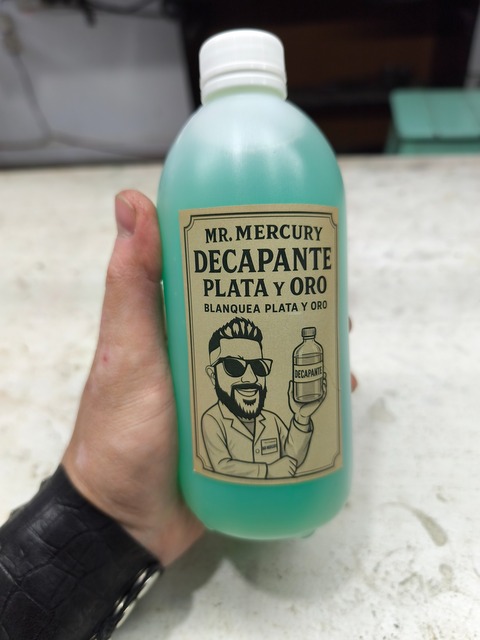 MR. MERCURY
DECAPANTE
PLATA Y ORO
BLANQUEA PLATA Y ORO
DECAPANTE